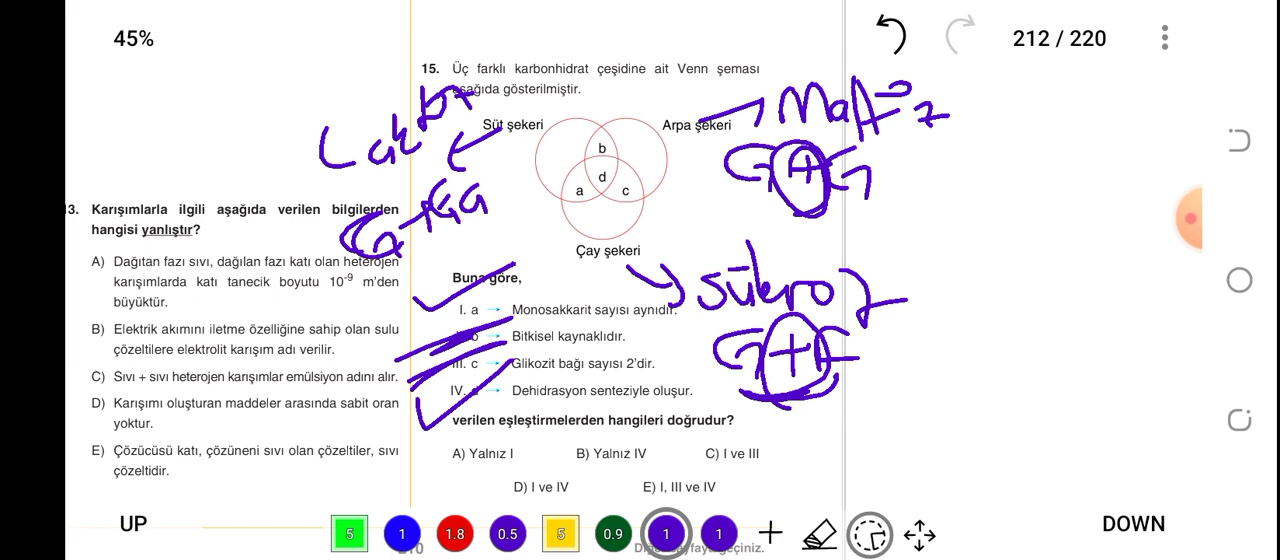 45%
212 / 220
15. Üç farklı karbonhidrat çeşidine ait Venn şeması
aşağıda gösterilmiştir.
Süt şekeri
Arpa şekeri
b
d
a
c
Çay şekeri
Maltoz
G+G
Sükroz
G+F
G+Ga
Buna göre,
I. a → Monosakkarit sayısı aynıdır.
II. b → Bitkisel kaynaklıdır.
III. c → Glikozit bağı sayısı 2'dir.
IV. d → Dehidrasyon senteziyle oluşur.
verilen eşleştirmelerden hangileri doğrudur?
A) Yalnız I
B) Yalnız IV
C) I ve III
D) I ve IV
E) I, III ve IV
13. Karışımlarla ilgili aşağıda verilen bilgilerden
hangisi yanlıştır?
A) Dağıtan fazı sıvı, dağılan fazı katı olan heterojen
karışımlarda katı tanecik boyutu 10⁻⁹ m'den
büyüktür.
B) Elektrik akımını iletme özelliğine sahip olan sulu
çözeltilere elektrolit karışım adı verilir.
C) Sıvı + sıvı heterojen karışımlar emülsiyon adını alır.
D) Karışımı oluşturan maddeler arasında sabit oran
yoktur.
E) Çözücüsü katı, çözüneni sıvı olan çözeltiler, sıvı
çözeltidir.
UP
5
1
1.8
0.5
5
0.9
1
1
DOWN
210
Diğer sayfaya geçiniz.